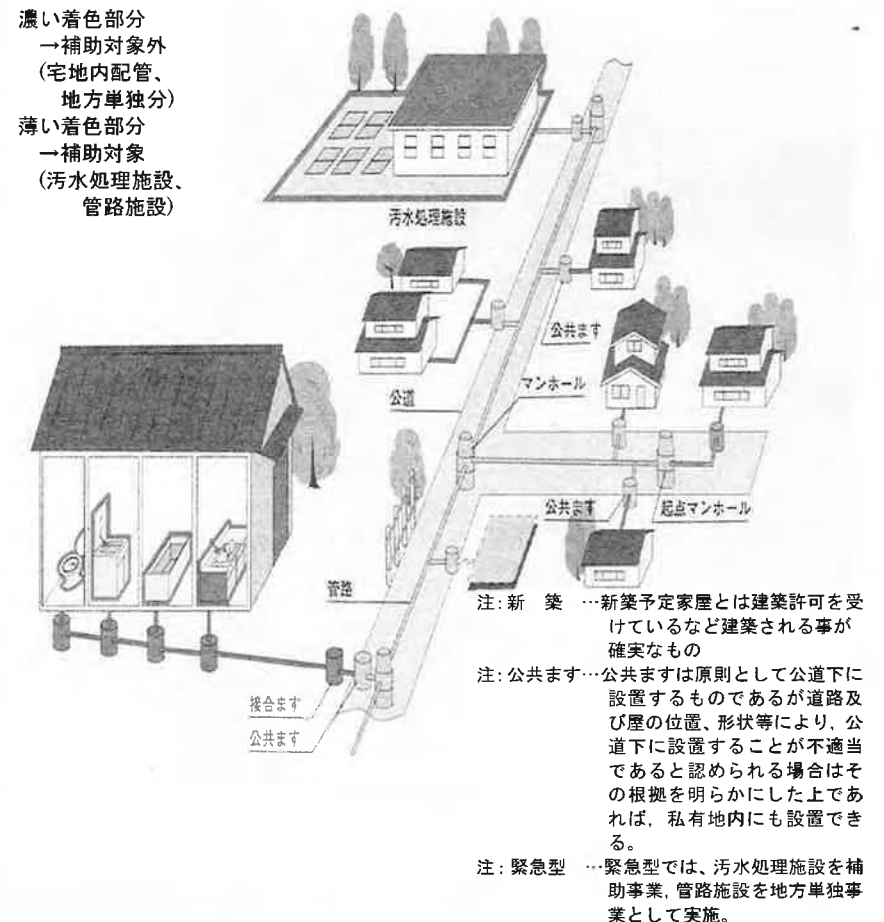 濃い着色部分
→補助対象外
(宅地内配管、
地方単独分)
薄い着色部分
→補助対象
(汚水処理施設、
管路施設)
汚水処理施設
公共ます
公道
マンホール
公共ます
起点マンホール
管路
接合ます
公共ます
注:新 築 …新築予定家屋とは建築許可を受
けているなど建築される事が
確実なもの
注:公共ます…公共ますは原則として公道下に
設置するものであるが道路及
び屋の位置、形状等により,公
道下に設置することが不適当
であると認められる場合はそ
の根拠を明らかにした上であ
れば,私有地内にも設置でき
る。
注:緊急型 …緊急型では、汚水処理施設を補
助事業,管路施設を地方単独事
業として実施。